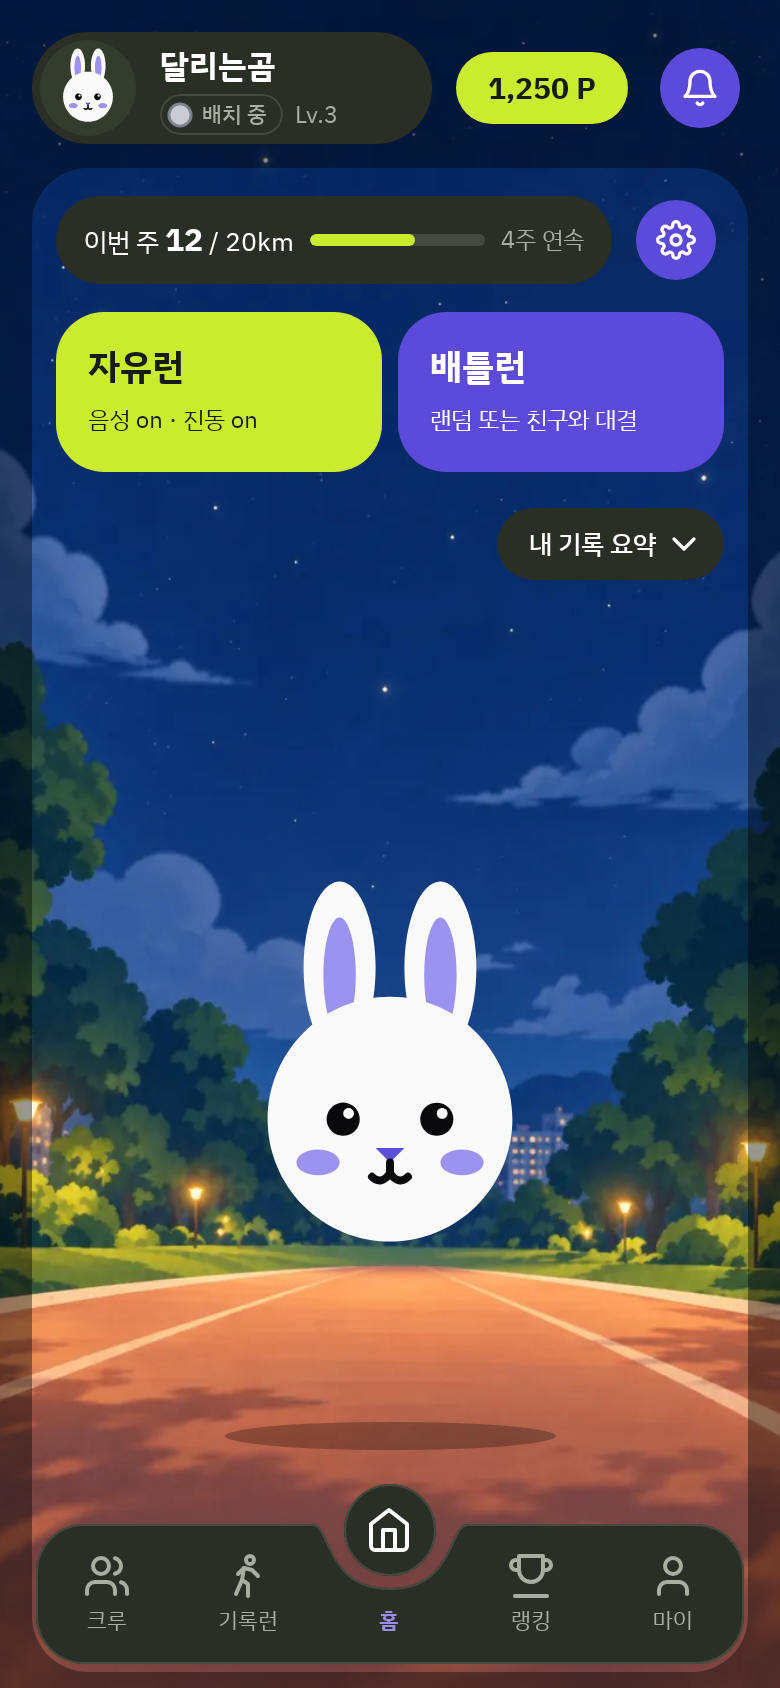 달리는곰
배치 중 Lv.3
1,250 P
이번 주 12 / 20km 4주 연속
자유런
음성 on · 진동 on
배틀런
랜덤 또는 친구와 대결
내 기록 요약
크루
기록런
홈
랭킹
마이